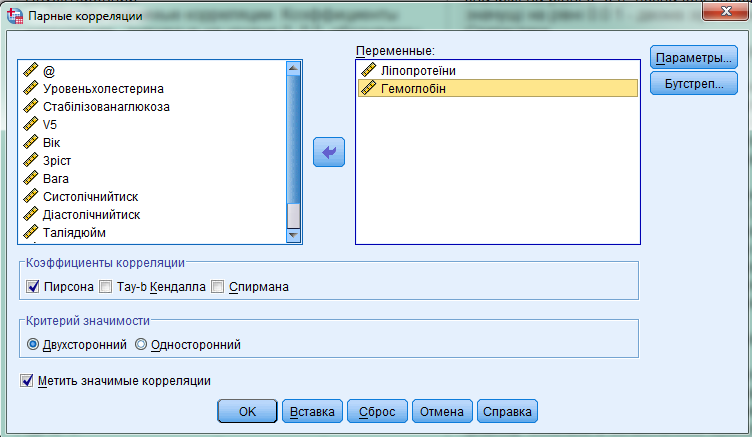 Парные корреляции
Переменные:
@
Уровеньхолестерина
Стабілізованаглюкоза
V5
Вік
Зріст
Вага
Систолічнийтиск
Діастолічнийтиск
Таліядюйм
Ліпопротеїни
Гемоглобін
Параметры...
Бутстреп...
Коэффициенты корреляции
Пирсона Тау-b Кендалла Спирмана
Критерий значимости
Двухсторонний Односторонний
Метить значимые корреляции
OK Вставка Сброс Отмена Справка